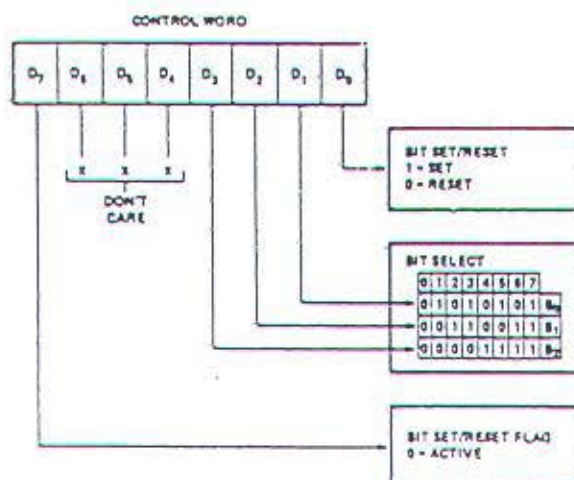 CONTROL WORD
D7 D6 D5 D4 D3 D2 D1 D0
X X X
DON'T
CARE
BIT SET/RESET
1 = SET
0 = RESET
BIT SELECT
0 1 2 3 4 5 6 7
0 1 0 1 0 1 0 1 B0
0 0 1 1 0 0 1 1 B1
0 0 0 0 1 1 1 1 B2
BIT SET/RESET FLAG
0 = ACTIVE